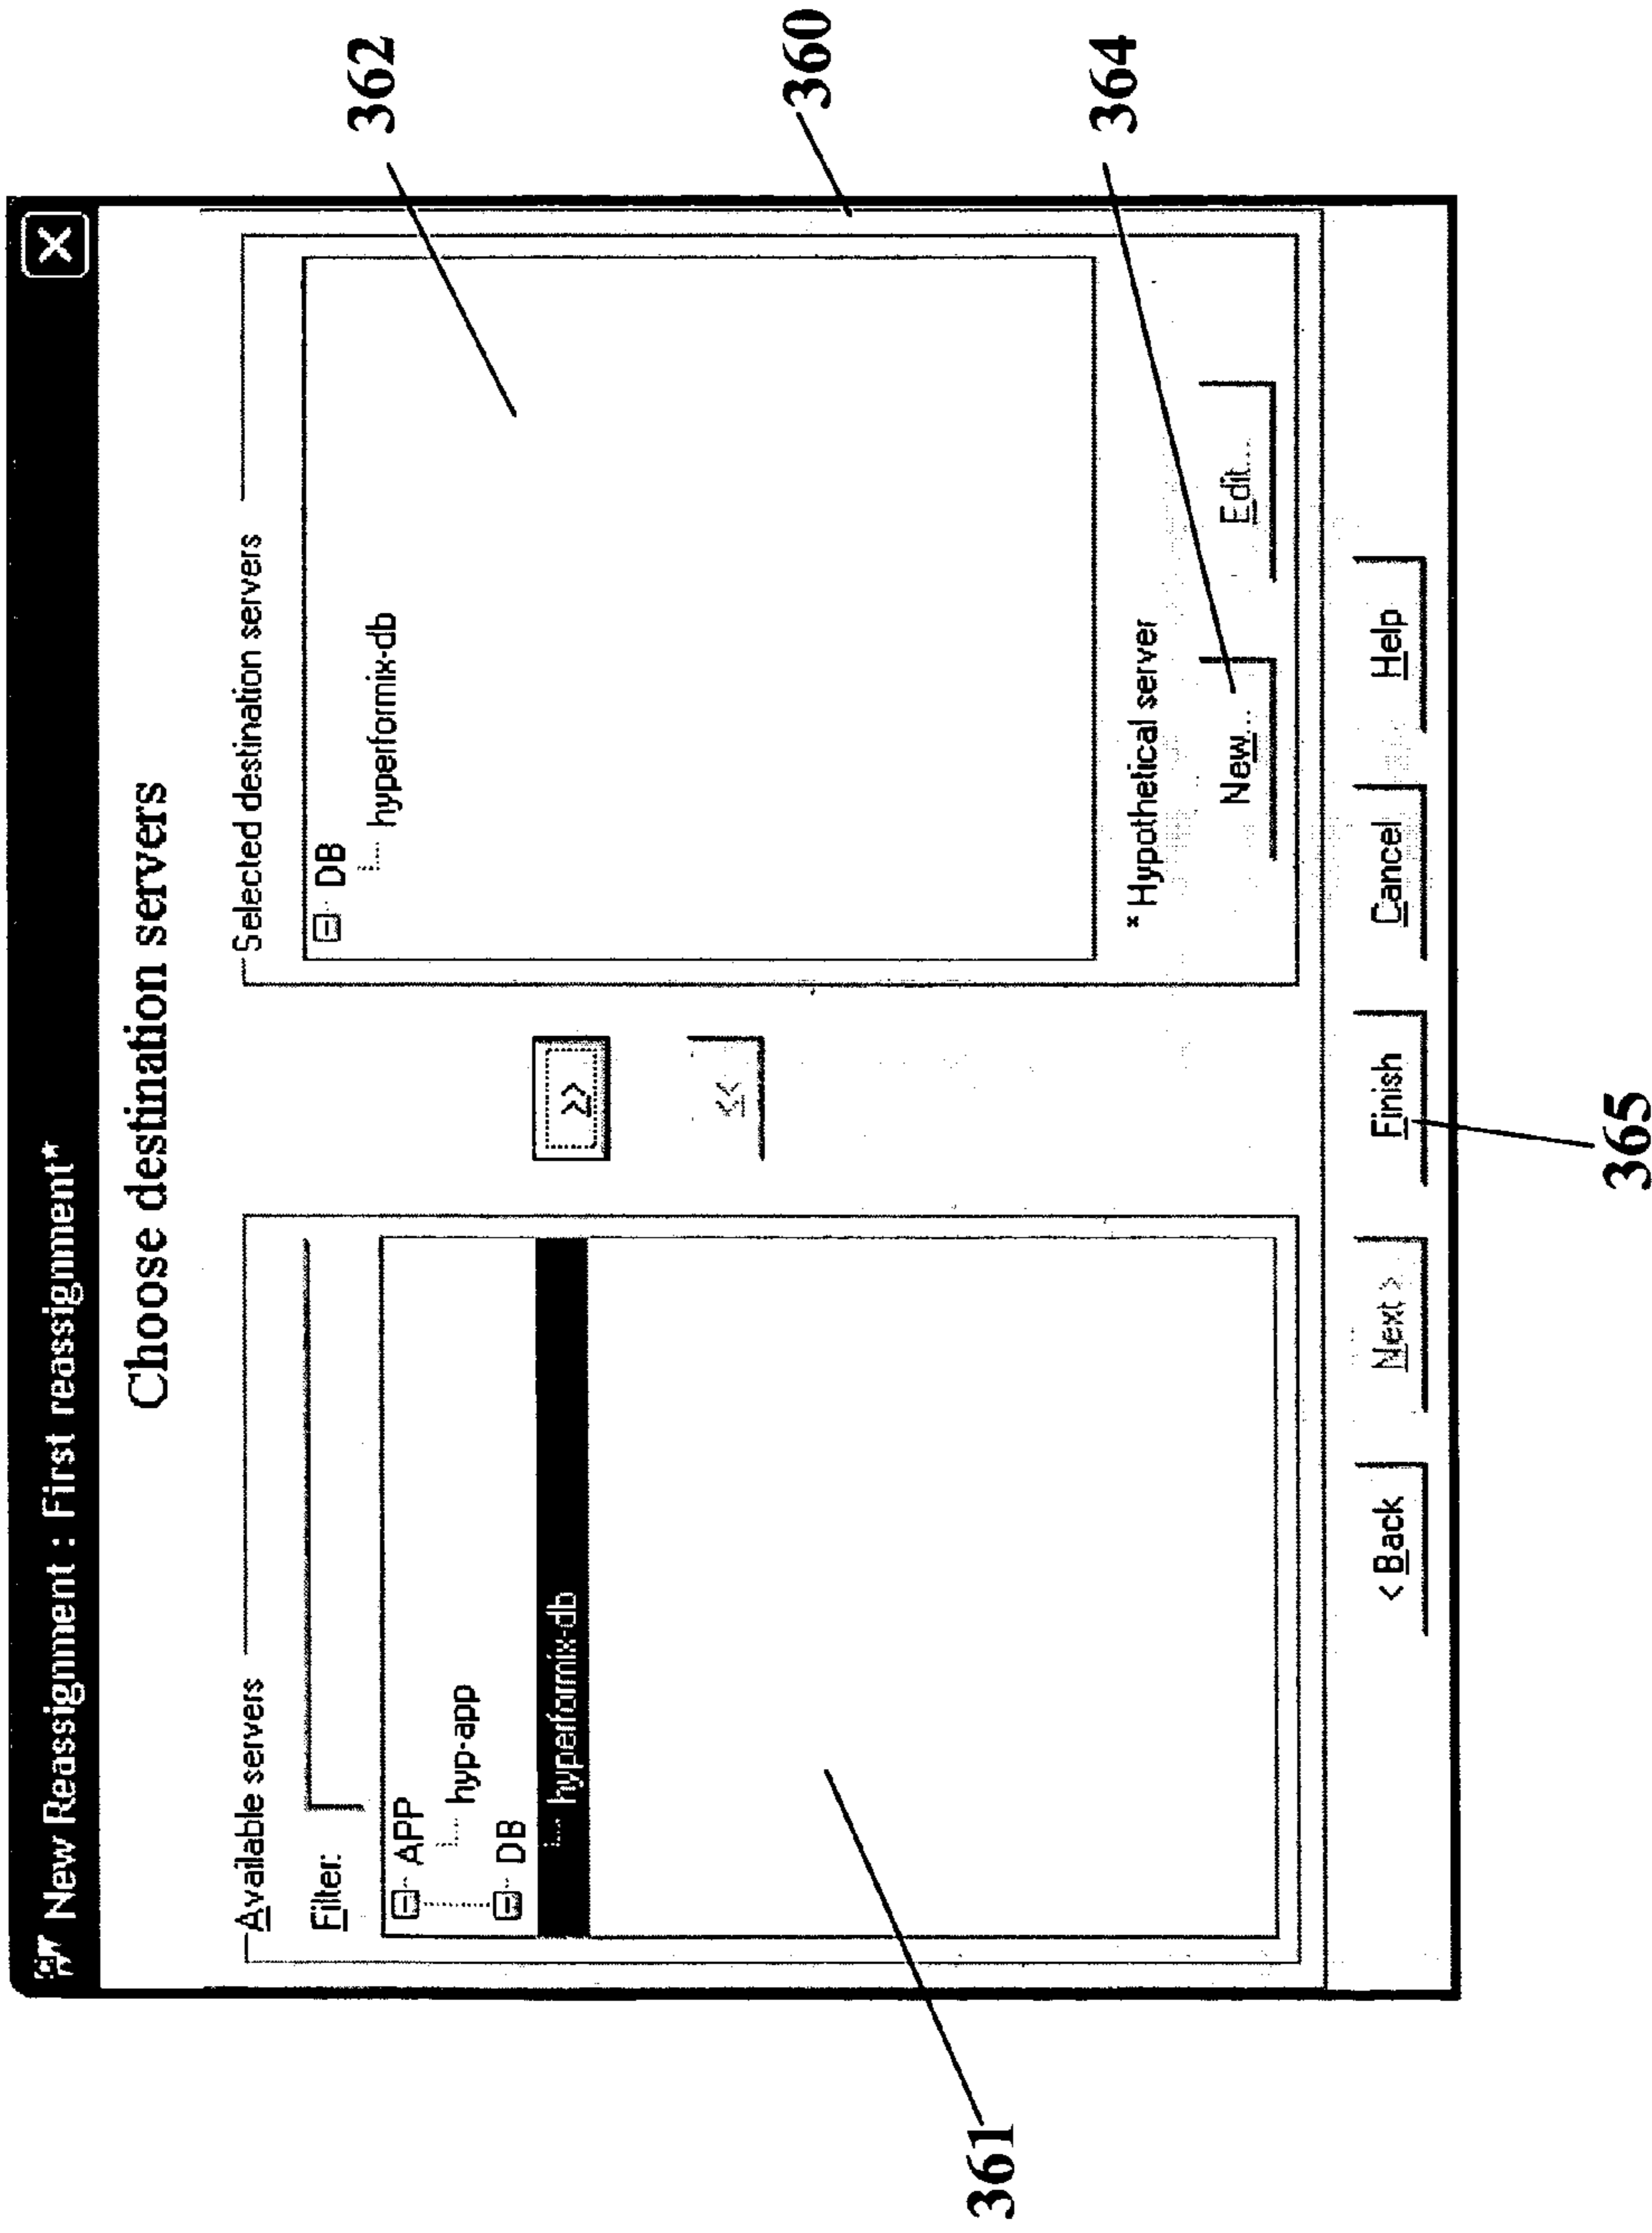 New Reassignment : First reassignment*
X
Choose destination servers
Available servers
Filter:
APP
hyp-app
DB
hyperformix-db
>>
<<
Selected destination servers
DB
hyperformix-db
* Hypothetical server
New...
Edit...
< Back
Next >
Finish
Cancel
Help
362
360
364
361
365